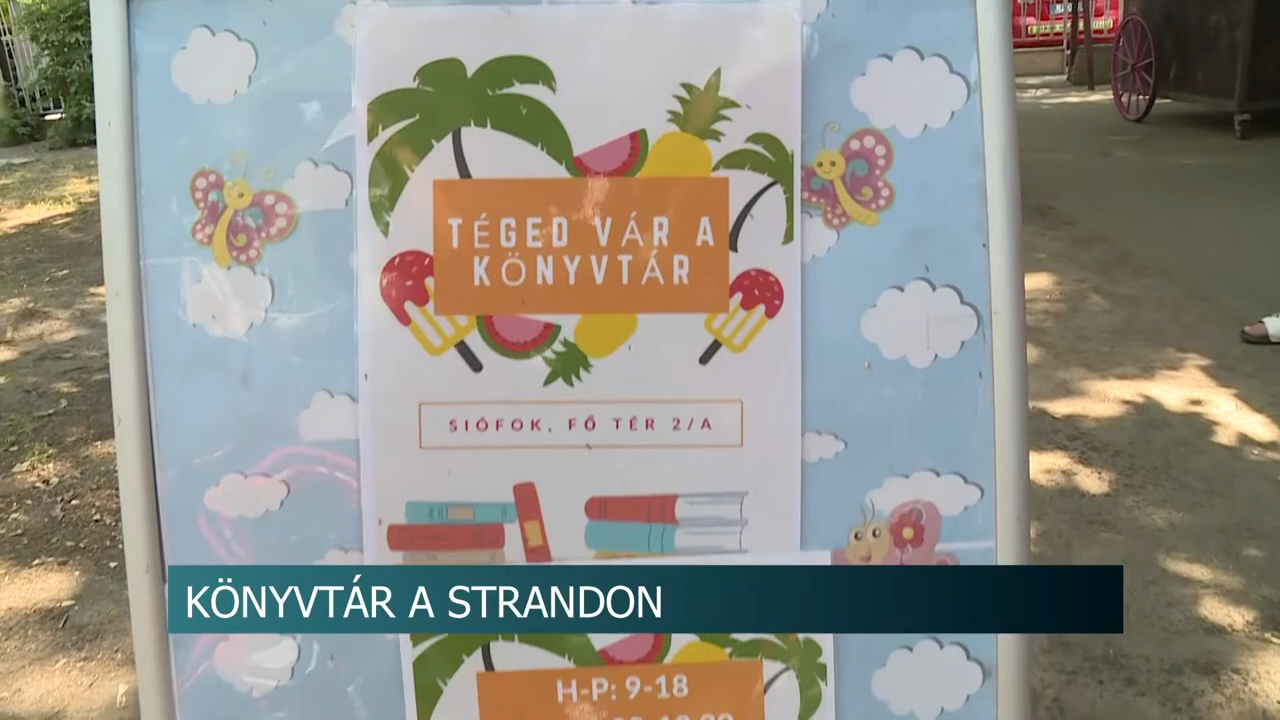 TÉGED VÁR A
KÖNYVTÁR
SIÓFOK, FŐ TÉR 2/A
KÖNYVTÁR A STRANDON
H-P: 9-18